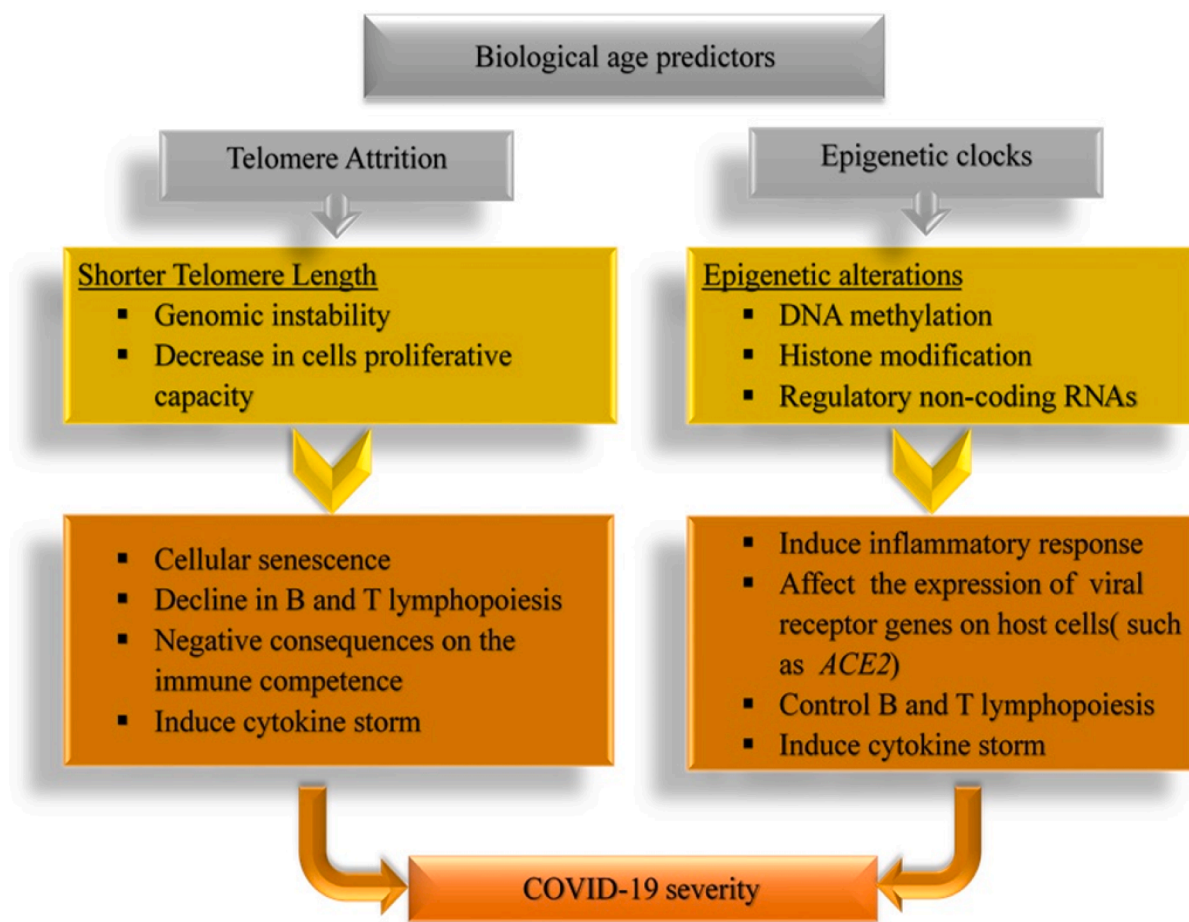 Biological age predictors
Telomere Attrition
Shorter Telomere Length
▪ Genomic instability
▪ Decrease in cells proliferative
capacity
▪ Cellular senescence
▪ Decline in B and T lymphopoiesis
▪ Negative consequences on the
immune competence
▪ Induce cytokine storm
Epigenetic clocks
Epigenetic alterations
▪ DNA methylation
▪ Histone modification
▪ Regulatory non-coding RNAs
▪ Induce inflammatory response
▪ Affect the expression of viral
receptor genes on host cells( such
as ACE2)
▪ Control B and T lymphopoiesis
▪ Induce cytokine storm
COVID-19 severity